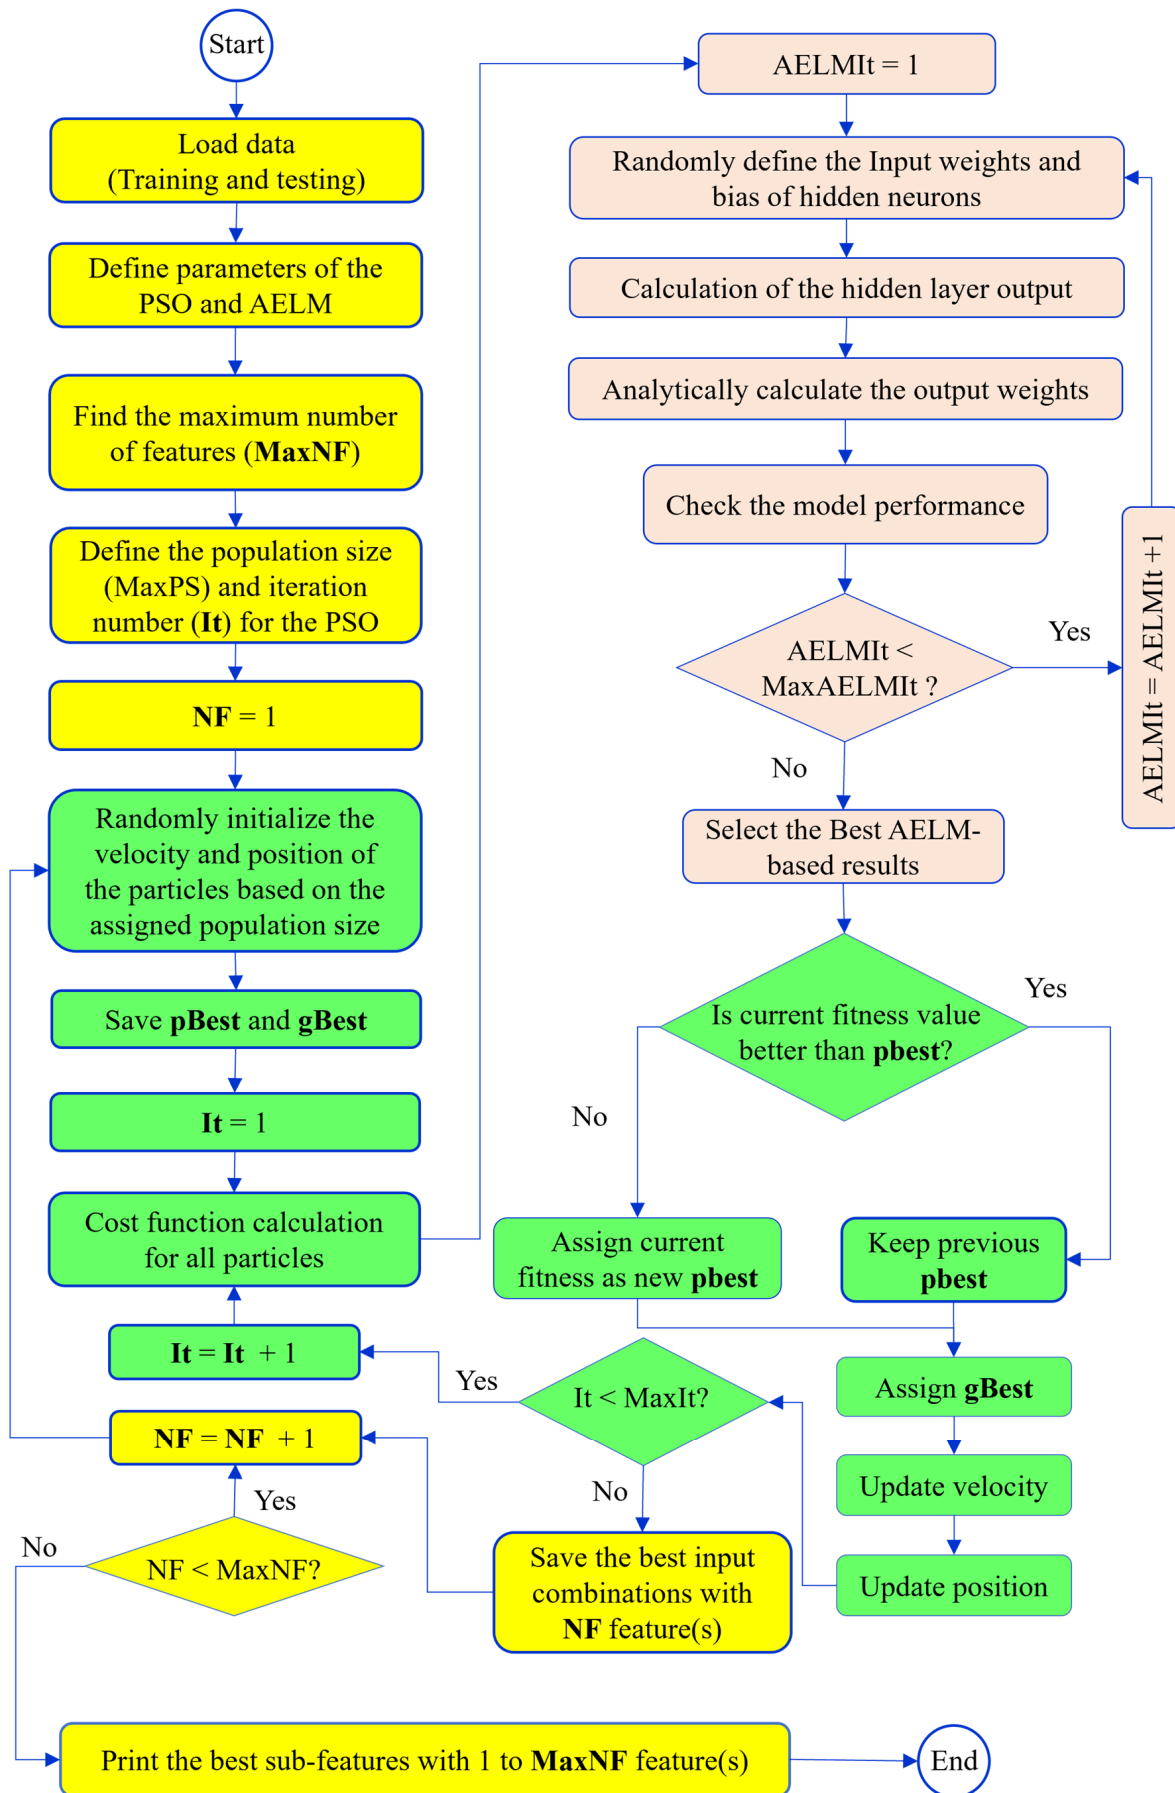 Start
Load data
(Training and testing)
Define parameters of the
PSO and AELM
Find the maximum number
of features (MaxNF)
Define the population size
(MaxPS) and iteration
number (It) for the PSO
NF = 1
Randomly initialize the
velocity and position of
the particles based on the
assigned population size
Save pBest and gBest
It = 1
Cost function calculation
for all particles
It = It + 1
NF = NF + 1
Yes
No
NF < MaxNF?
AELMIt = 1
Randomly define the Input weights and
bias of hidden neurons
Calculation of the hidden layer output
Analytically calculate the output weights
Check the model performance
AELMIt <
MaxAELMIt ?
Yes
AELMIt = AELMIt +1
No
Select the Best AELM-
based results
Is current fitness value
better than pbest?
Yes
No
Assign current
fitness as new pbest
Keep previous
pbest
Assign gBest
Update velocity
Update position
It < MaxIt?
Yes
No
Save the best input
combinations with
NF feature(s)
Print the best sub-features with 1 to MaxNF feature(s)
End